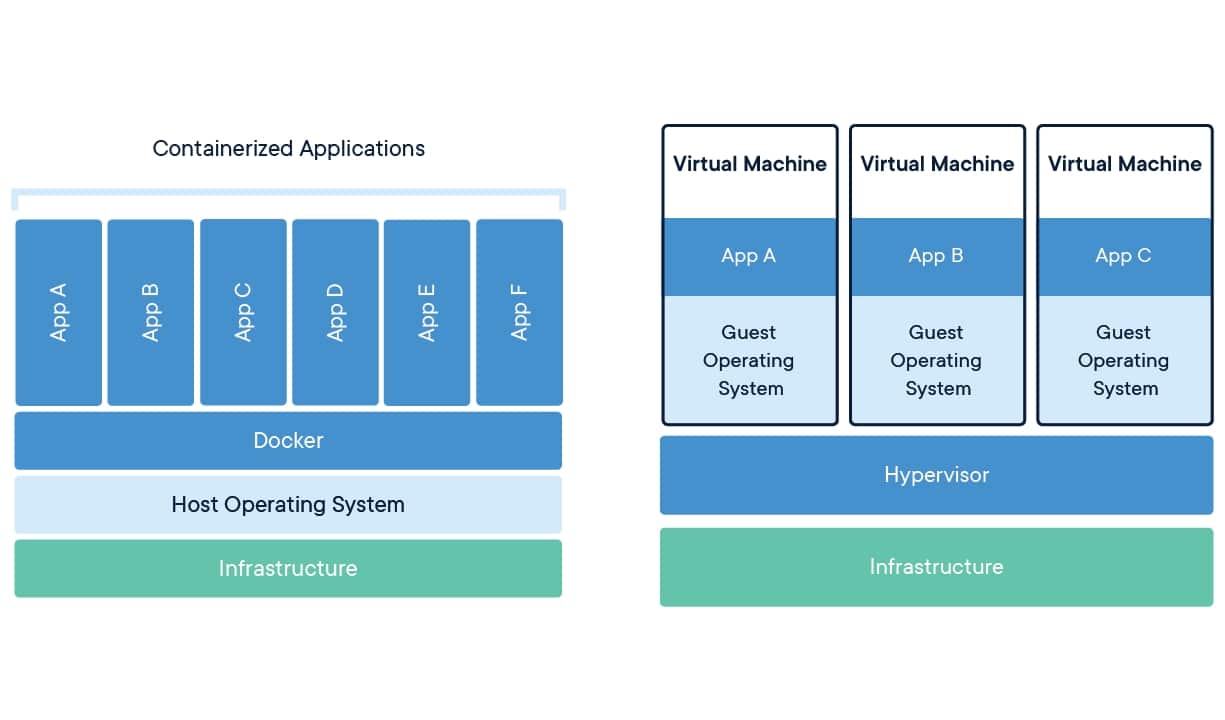 Containerized Applications
App A
App B
App C
App D
App E
App F
Docker
Host Operating System
Infrastructure
Virtual Machine
App A
Guest
Operating
System
Virtual Machine
App B
Guest
Operating
System
Virtual Machine
App C
Guest
Operating
System
Hypervisor
Infrastructure